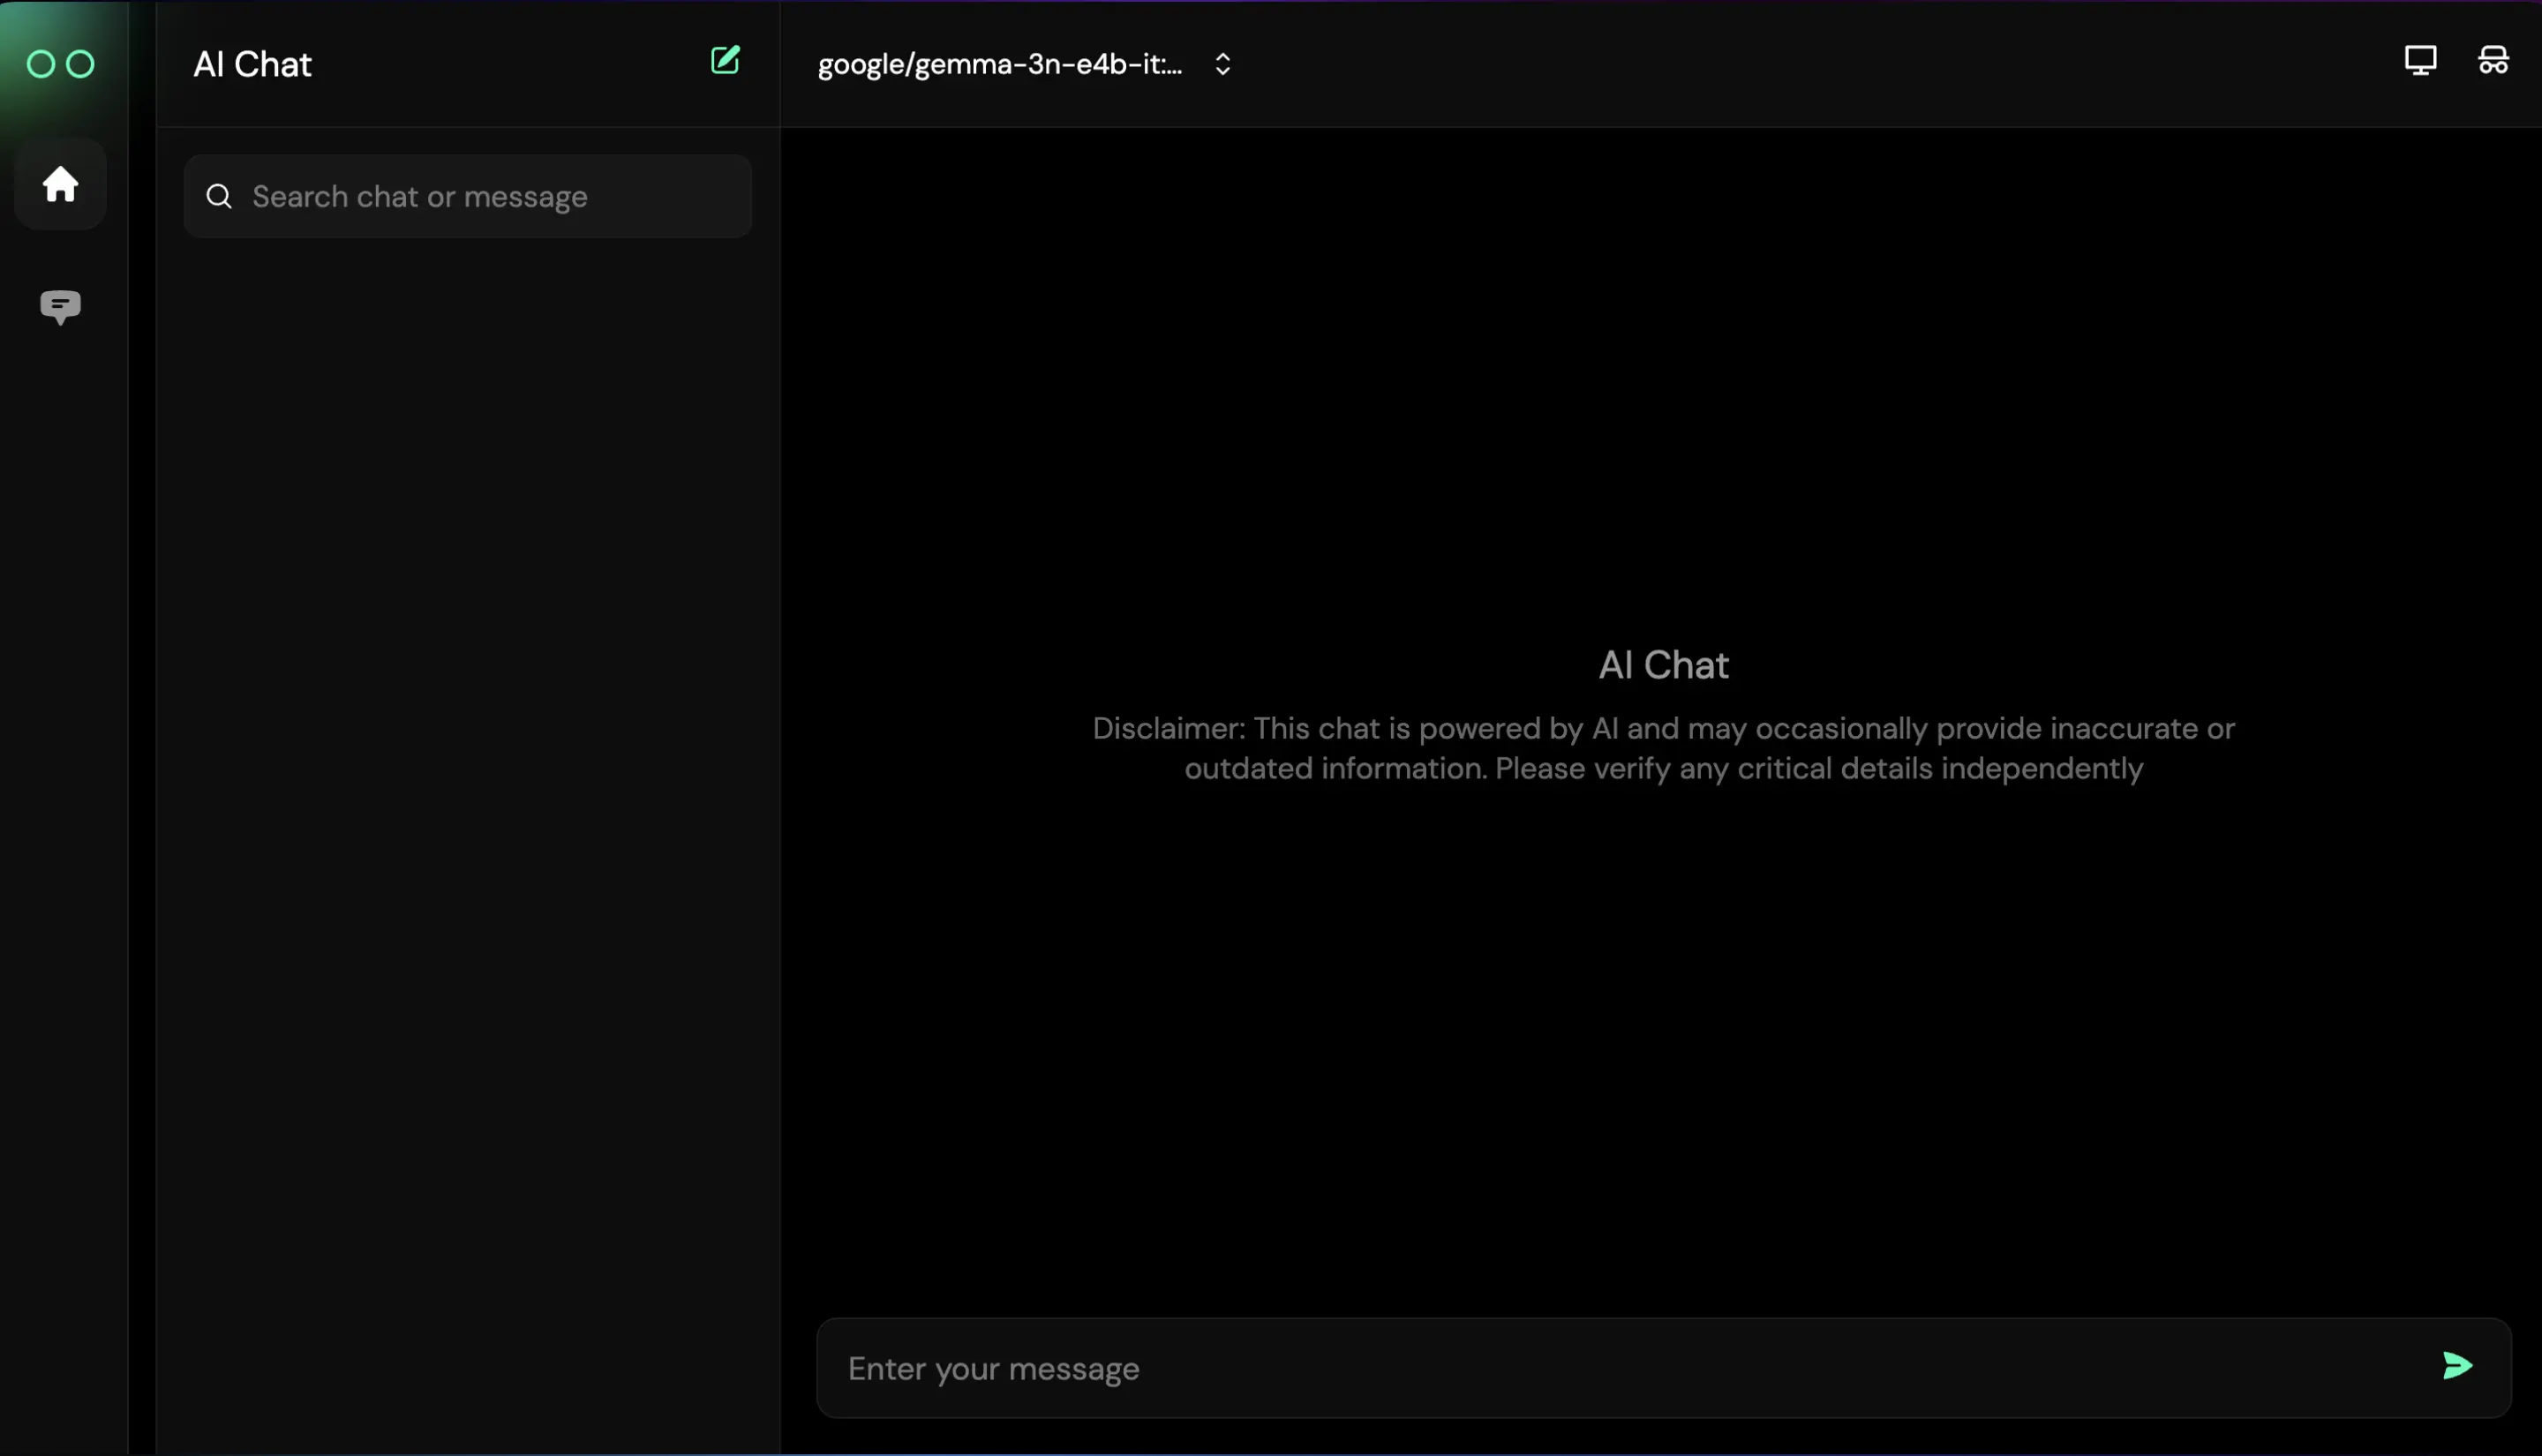 AI Chat
google/gemma-3n-e4b-it:...
Search chat or message
AI Chat
Disclaimer: This chat is powered by AI and may occasionally provide inaccurate or
outdated information. Please verify any critical details independently
Enter your message